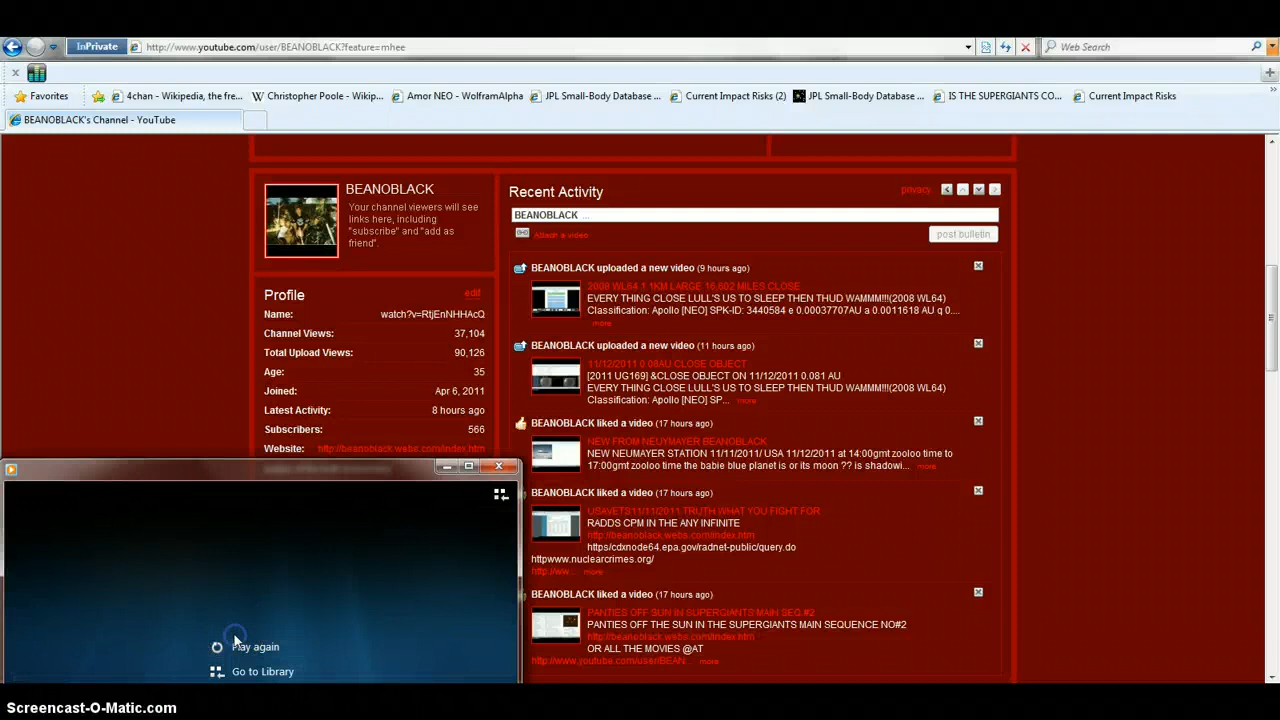 InPrivate
http://www.youtube.com/user/BEANOBLACK?feature=mhee
Web Search
Favorites
4chan - Wikipedia, the fre...
Christopher Poole - Wikip...
Amor NEO - WolframAlpha
JPL Small-Body Database ...
Current Impact Risks (2)
JPL Small-Body Database ...
IS THE SUPERGIANTS CO...
Current Impact Risks
BEANOBLACK's Channel - YouTube
BEANOBLACK
Your channel viewers will see
links here, including
"subscribe" and "add as
friend".
Profile
edit
Name: watch?v=RtjEnNHHAcQ
Channel Views: 37,104
Total Upload Views: 90,126
Age: 35
Joined: Apr 6, 2011
Latest Activity: 8 hours ago
Subscribers: 566
Website: http://beanoblack.webs.com/index.htm
Recent Activity
privacy
BEANOBLACK ...
Attach a video
post bulletin
BEANOBLACK uploaded a new video (9 hours ago)
2008 WL64 1.1KM LARGE 16,602 MILES CLOSE
EVERY THING CLOSE LULL'S US TO SLEEP THEN THUD WAMMM!!!(2008 WL64)
Classification: Apollo [NEO] SPK-ID: 3440584 e 0.00037707AU a 0.0011618 AU q 0....
more
BEANOBLACK uploaded a new video (11 hours ago)
11/12/2011 0.08AU CLOSE OBJECT
[2011 UG169] &CLOSE OBJECT ON 11/12/2011 0.081 AU
EVERY THING CLOSE LULL'S US TO SLEEP THEN THUD WAMMM!!!(2008 WL64)
Classification: Apollo [NEO] SP... more
BEANOBLACK liked a video (17 hours ago)
NEW FROM NEUYMAYER BEANOBLACK
NEW NEUMAYER STATION 11/11/2011/ USA 11/12/2011 at 14:00gmt zooloo time to
17:00gmt zooloo time the babie blue planet is or its moon ?? is shadowi... more
BEANOBLACK liked a video (17 hours ago)
USAVETS11/11/2011 TRUTH WHAT YOU FIGHT FOR
RADDS CPM IN THE ANY INFINITE
http://beanoblack.webs.com/index.htm
https/cdxnode64.epa.gov/radnet-public/query.do
httpwww.nuclearcrimes.org/
http://ww... more
BEANOBLACK liked a video (17 hours ago)
PANTIES OFF SUN IN SUPERGIANTS MAIN SEQ.#2
PANTIES OFF THE SUN IN THE SUPERGIANTS MAIN SEQUENCE NO#2
http://beanoblack.webs.com/index.htm
OR ALL THE MOVIES @AT
http://www.youtube.com/user/BEAN... more
Play again
Go to Library
Screencast-O-Matic.com